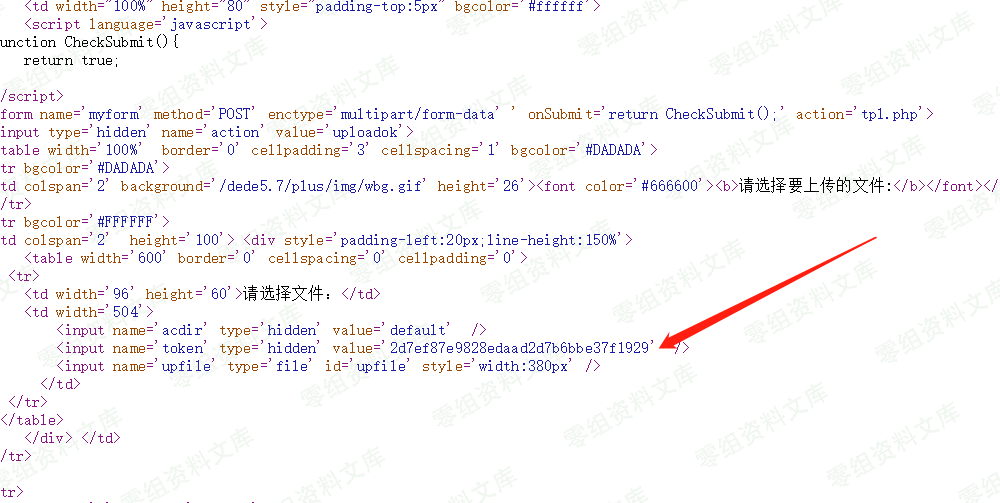 <td width="100%" height="80" style="padding-top:5px" bgcolor='#ffffff'>
<script language='javascript'>
unction CheckSubmit(){
return true;
/script>
form name='myform' method='POST' enctype='multipart/form-data' ' onSubmit='return CheckSubmit();' action='tpl.php'>
input type='hidden' name='action' value='uploadok'>
table width='100%' border='0' cellpadding='3' cellspacing='1' bgcolor='#DADADA'>
tr bgcolor='#DADADA'>
td colspan='2' background='/dede5.7/plus/img/wbg.gif' height='26'><font color='#666600'><b>请选择要上传的文件:</b></font></
/tr>
tr bgcolor='#FFFFFF'>
td colspan='2' height='100'> <div style='padding-left:20px;line-height:150%'>
<table width='600' border='0' cellspacing='0' cellpadding='0'>
<tr>
<td width='96' height='60'>请选择文件：</td>
<td width='504'>
<input name='acdir' type='hidden' value='default' />
<input name='token' type='hidden' value='2d7ef87e9828edaad2d7b6bbe37f1929' />
<input name='upfile' type='file' id='upfile' style='width:380px' />
</td>
</tr>
</table>
</div> </td>
/tr>
tr>
零组资料文库